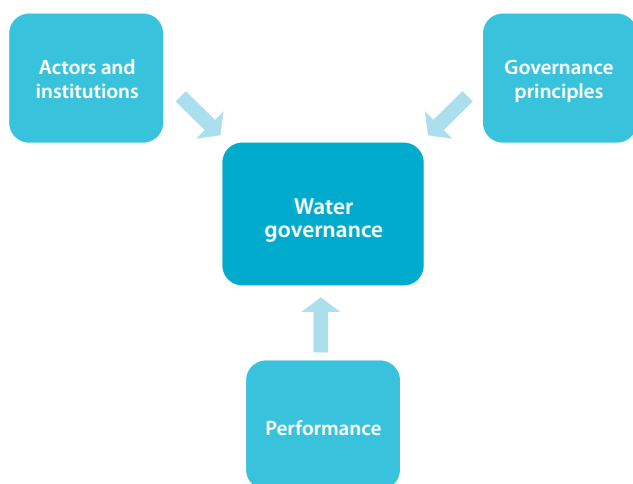 Actors and
institutions
Governance
principles
Water
governance
Performance